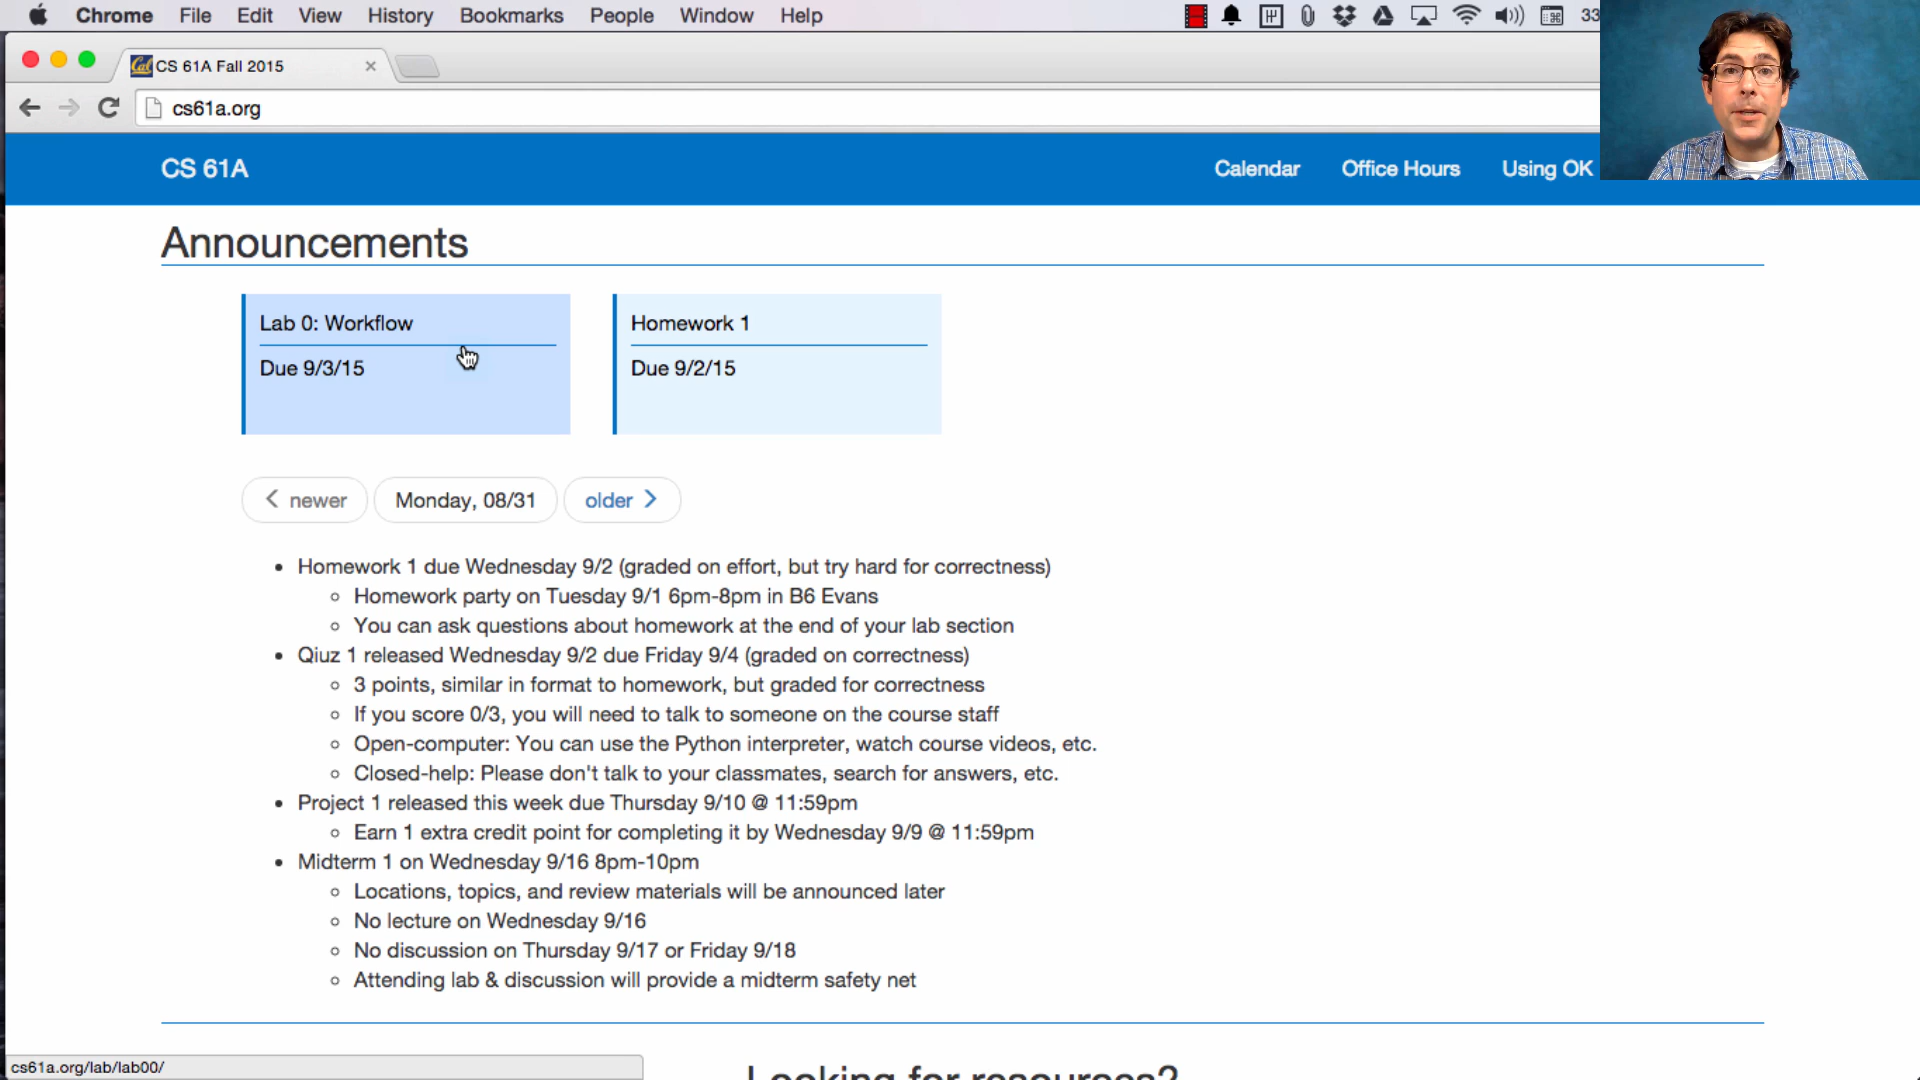 Chrome File Edit View History Bookmarks People Window Help 33
Cal CS 61A Fall 2015
cs61a.org
CS 61A Calendar Office Hours Using OK
Announcements
Lab 0: Workflow
Due 9/3/15
Homework 1
Due 9/2/15
newer Monday, 08/31 older
• Homework 1 due Wednesday 9/2 (graded on effort, but try hard for correctness)
◦ Homework party on Tuesday 9/1 6pm-8pm in B6 Evans
◦ You can ask questions about homework at the end of your lab section
• Qiuz 1 released Wednesday 9/2 due Friday 9/4 (graded on correctness)
◦ 3 points, similar in format to homework, but graded for correctness
◦ If you score 0/3, you will need to talk to someone on the course staff
◦ Open-computer: You can use the Python interpreter, watch course videos, etc.
◦ Closed-help: Please don't talk to your classmates, search for answers, etc.
• Project 1 released this week due Thursday 9/10 @ 11:59pm
◦ Earn 1 extra credit point for completing it by Wednesday 9/9 @ 11:59pm
• Midterm 1 on Wednesday 9/16 8pm-10pm
◦ Locations, topics, and review materials will be announced later
◦ No lecture on Wednesday 9/16
◦ No discussion on Thursday 9/17 or Friday 9/18
◦ Attending lab & discussion will provide a midterm safety net
Looking for resources?
cs61a.org/lab/lab00/